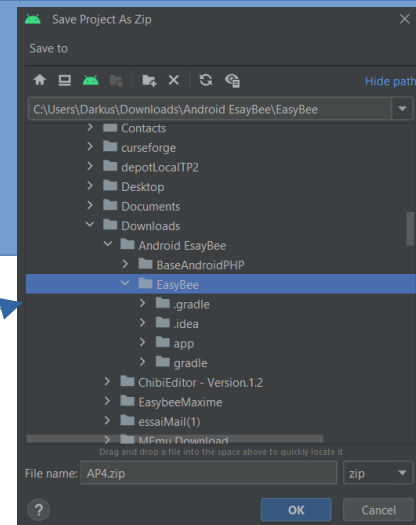 Save Project As Zip
Save to
Hide path
C:\Users\Darkus\Downloads\Android EsayBee\EasyBee
Contacts
curseforge
depotLocalTP2
Desktop
Documents
Downloads
Android EsayBee
BaseAndroidPHP
EasyBee
.gradle
.idea
app
gradle
ChibiEditor - Version.1.2
EasybeeMaxime
essaiMail(1)
MEmu Download
Drag and drop a file into the space above to quickly locate it
File name: AP4.zip zip
? OK Cancel